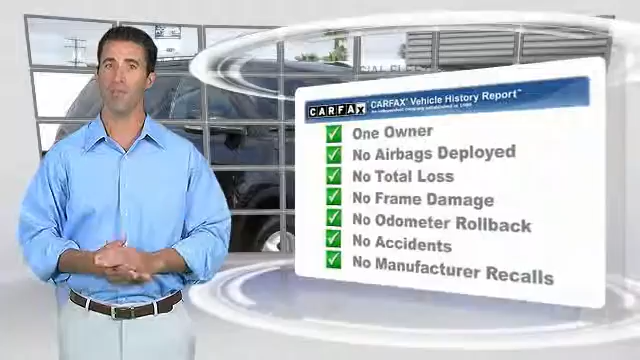 CARFAX
CARFAX Vehicle History Report™
One Owner
No Airbags Deployed
No Total Loss
No Frame Damage
No Odometer Rollback
No Accidents
No Manufacturer Recalls